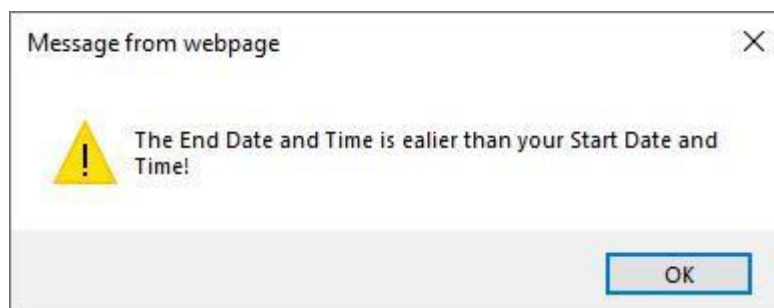 Message from webpage
The End Date and Time is ealier than your Start Date and
Time!
OK